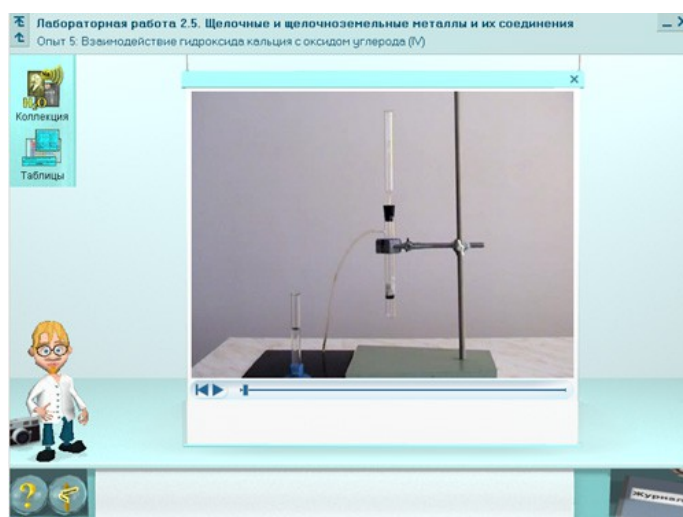 Лабораторная работа 2.5. Щелочные и щелочноземельные металлы и их соединения
Опыт 5: Взаимодействие гидроксида кальция с оксидом углерода (IV)
H₂O
Коллекция
Таблицы
Журнал